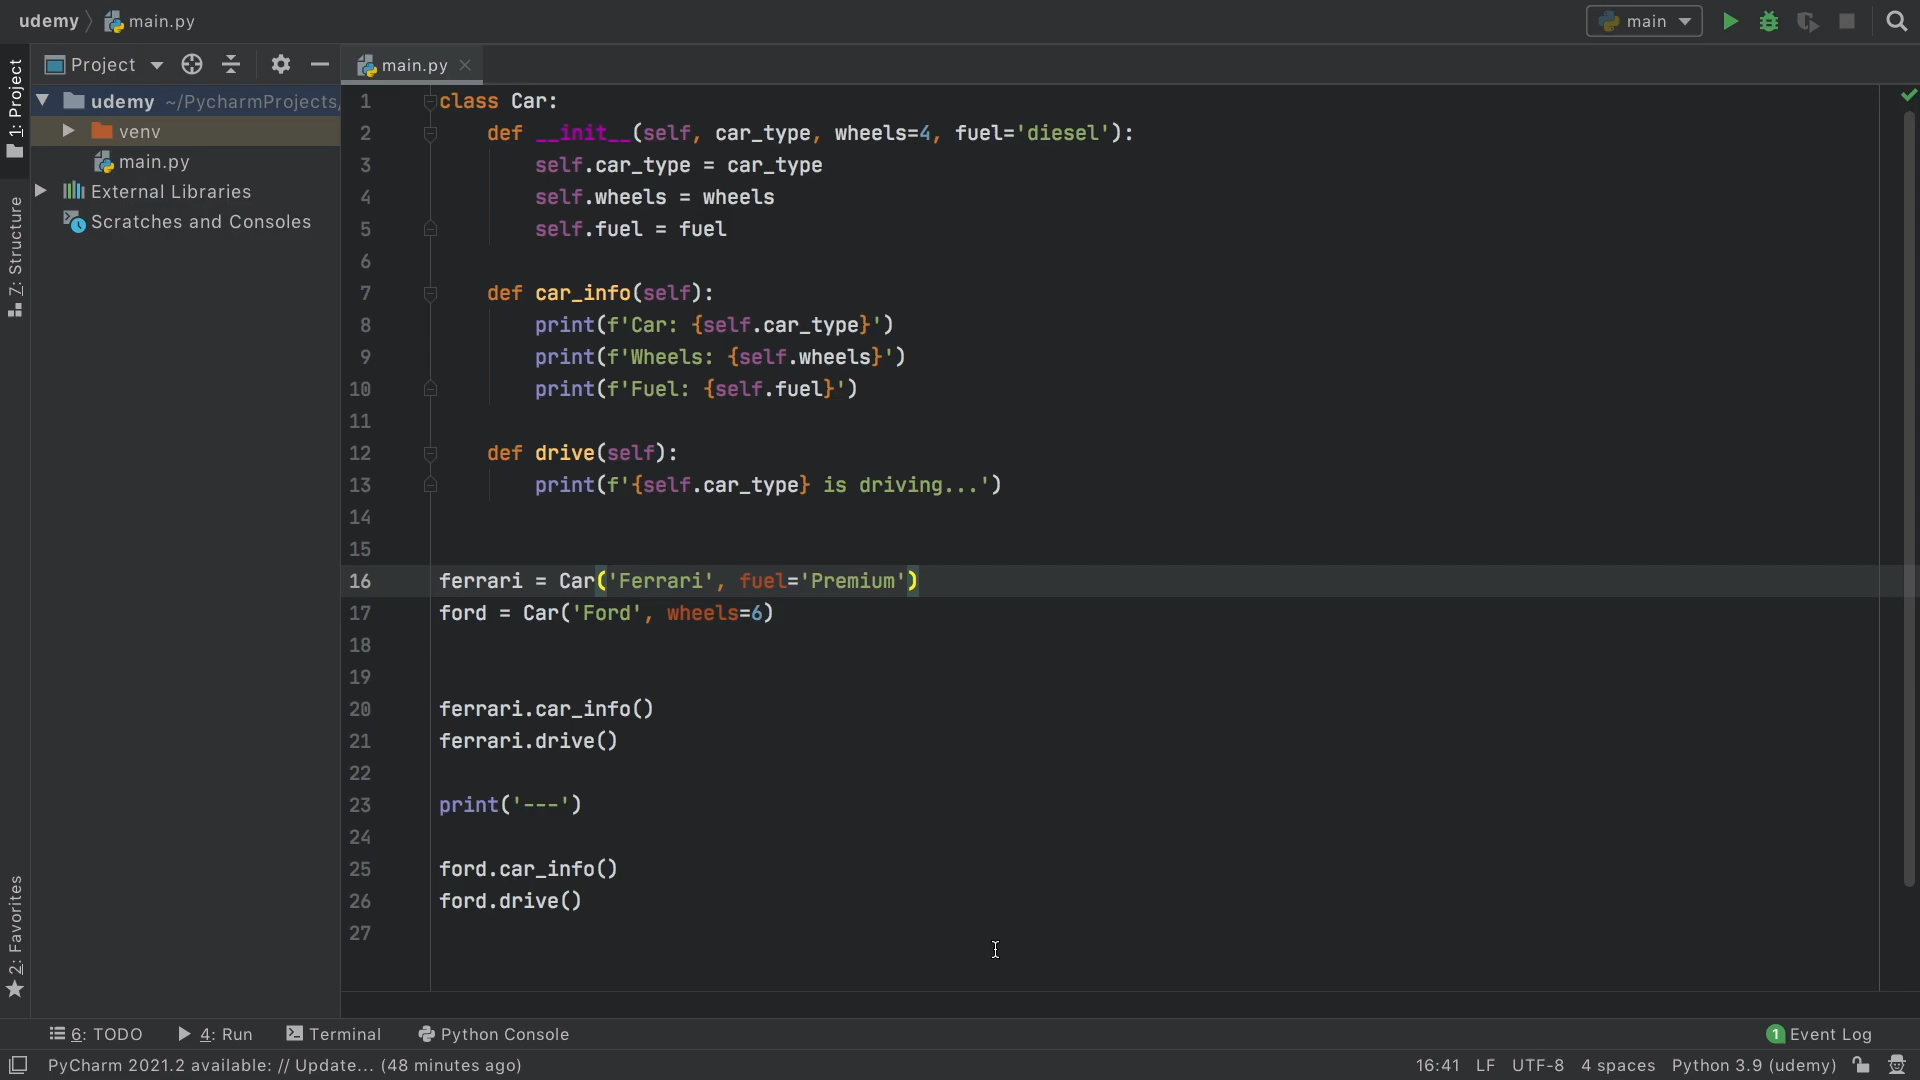 udemy main.py
main
1: Project
Project
main.py
udemy ~/PycharmProjects/
venv
main.py
External Libraries
Scratches and Consoles
Z: Structure
2: Favorites
1 class Car:
2     def __init__(self, car_type, wheels=4, fuel='diesel'):
3         self.car_type = car_type
4         self.wheels = wheels
5         self.fuel = fuel
6
7     def car_info(self):
8         print(f'Car: {self.car_type}')
9         print(f'Wheels: {self.wheels}')
10         print(f'Fuel: {self.fuel}')
11
12     def drive(self):
13         print(f'{self.car_type} is driving...')
14
15
16 ferrari = Car('Ferrari', fuel='Premium')
17 ford = Car('Ford', wheels=6)
18
19
20 ferrari.car_info()
21 ferrari.drive()
22
23 print('---')
24
25 ford.car_info()
26 ford.drive()
27
6: TODO 4: Run Terminal Python Console 1 Event Log
PyCharm 2021.2 available: // Update... (48 minutes ago) 16:41 LF UTF-8 4 spaces Python 3.9 (udemy)